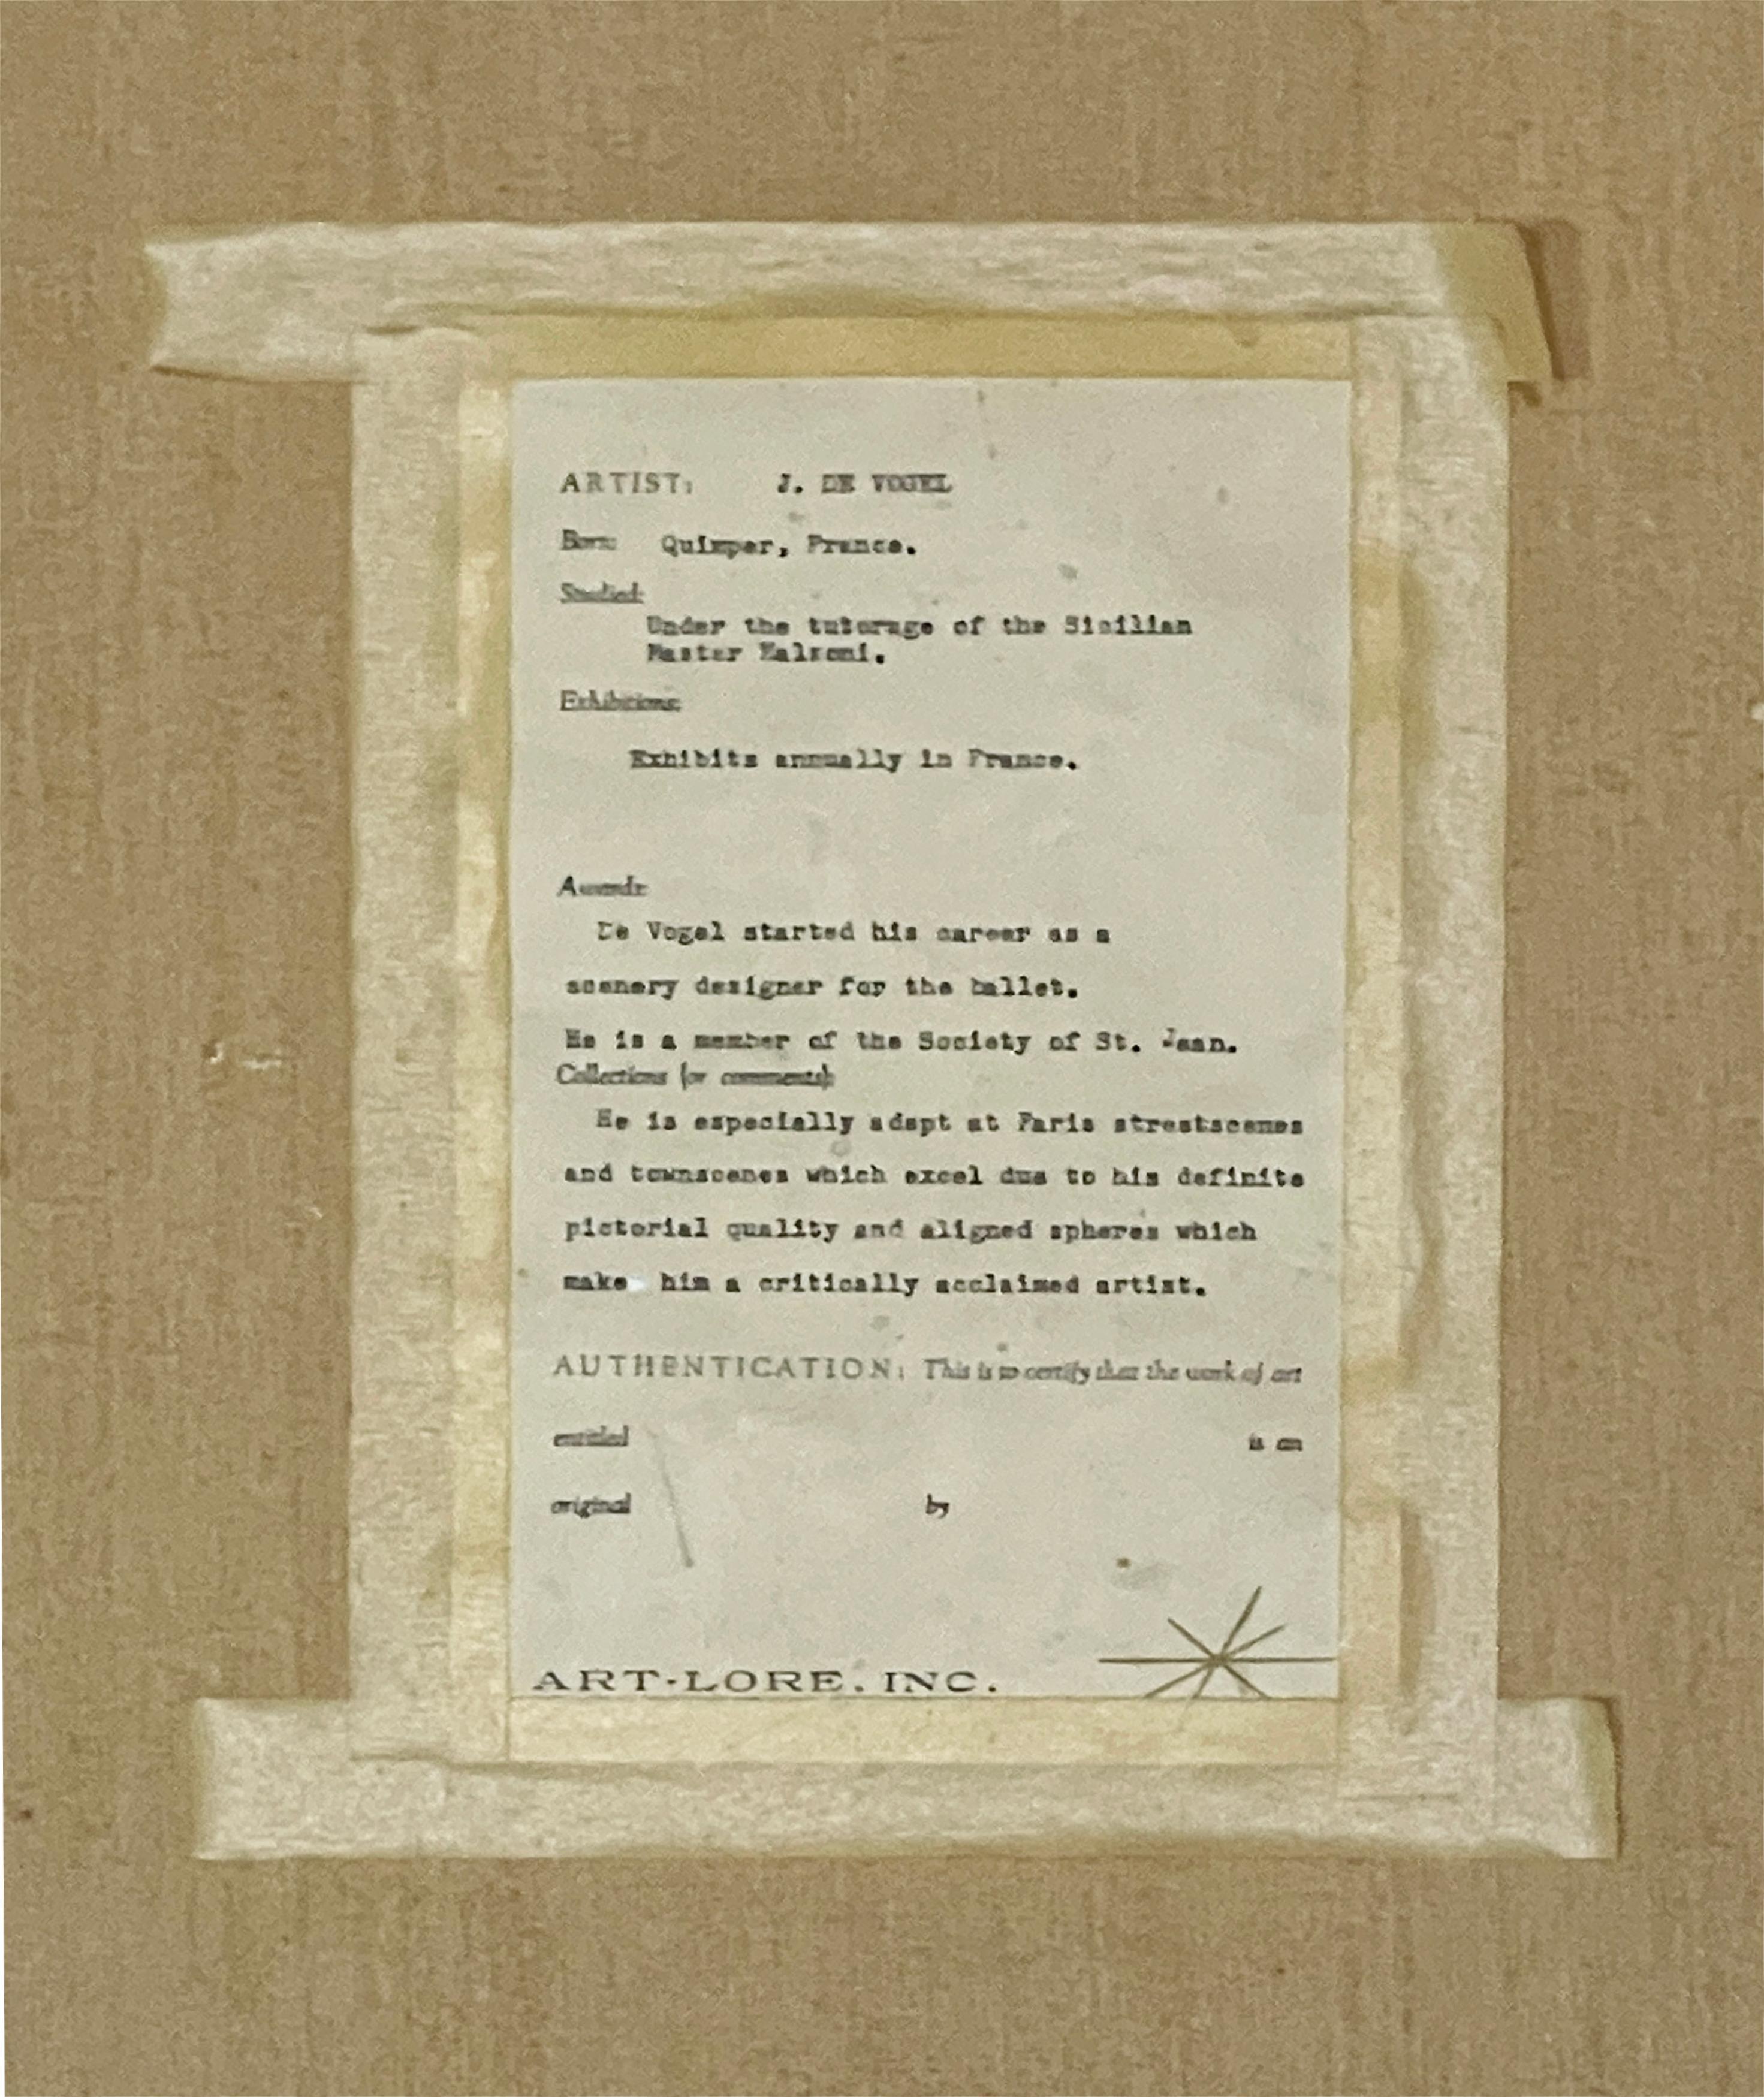 ARTIST: J. DE VOGEL
Born: Quimper, France.
Studied:
Under the tuterage of the Sicilian
Master
Exhibitions:
Exhibits annually in France.
Awards:
De Vogel started his career as a
scenery designer for the ballet.
He is a member of the Society of St. Jean.
Collections (or comments):
He is especially adept at Paris streetscenes
and townscenes which excel due to his definite
pictorial quality and aligned spheres which
make him a critically acclaimed artist.
AUTHENTICATION: This is to certify that the work of art
entitled is an
original by
ART-LORE, INC.